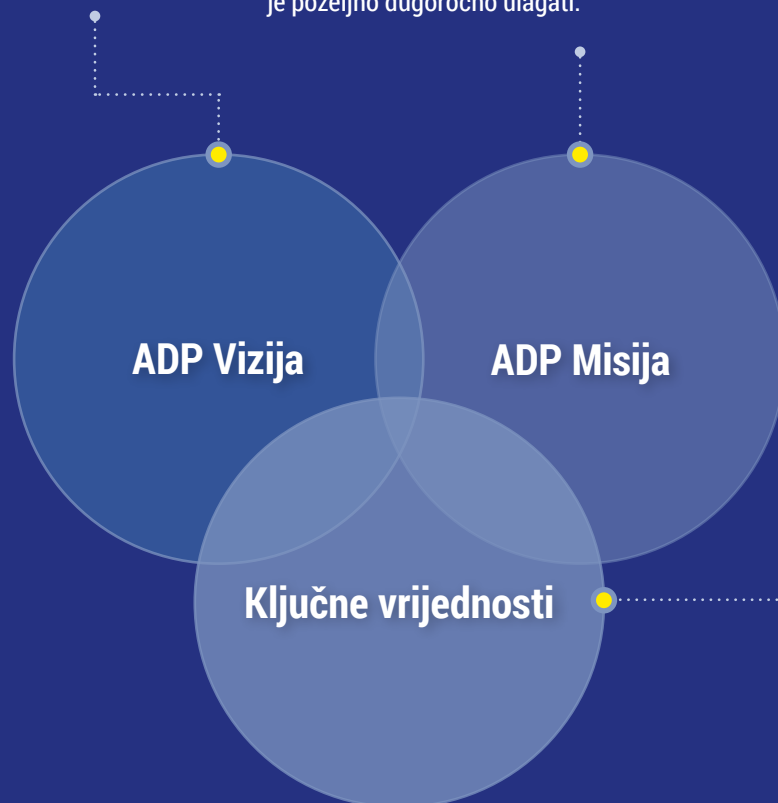 je poželjno dugoročno ulagati.
ADP Vizija
ADP Misija
Ključne vrijednosti